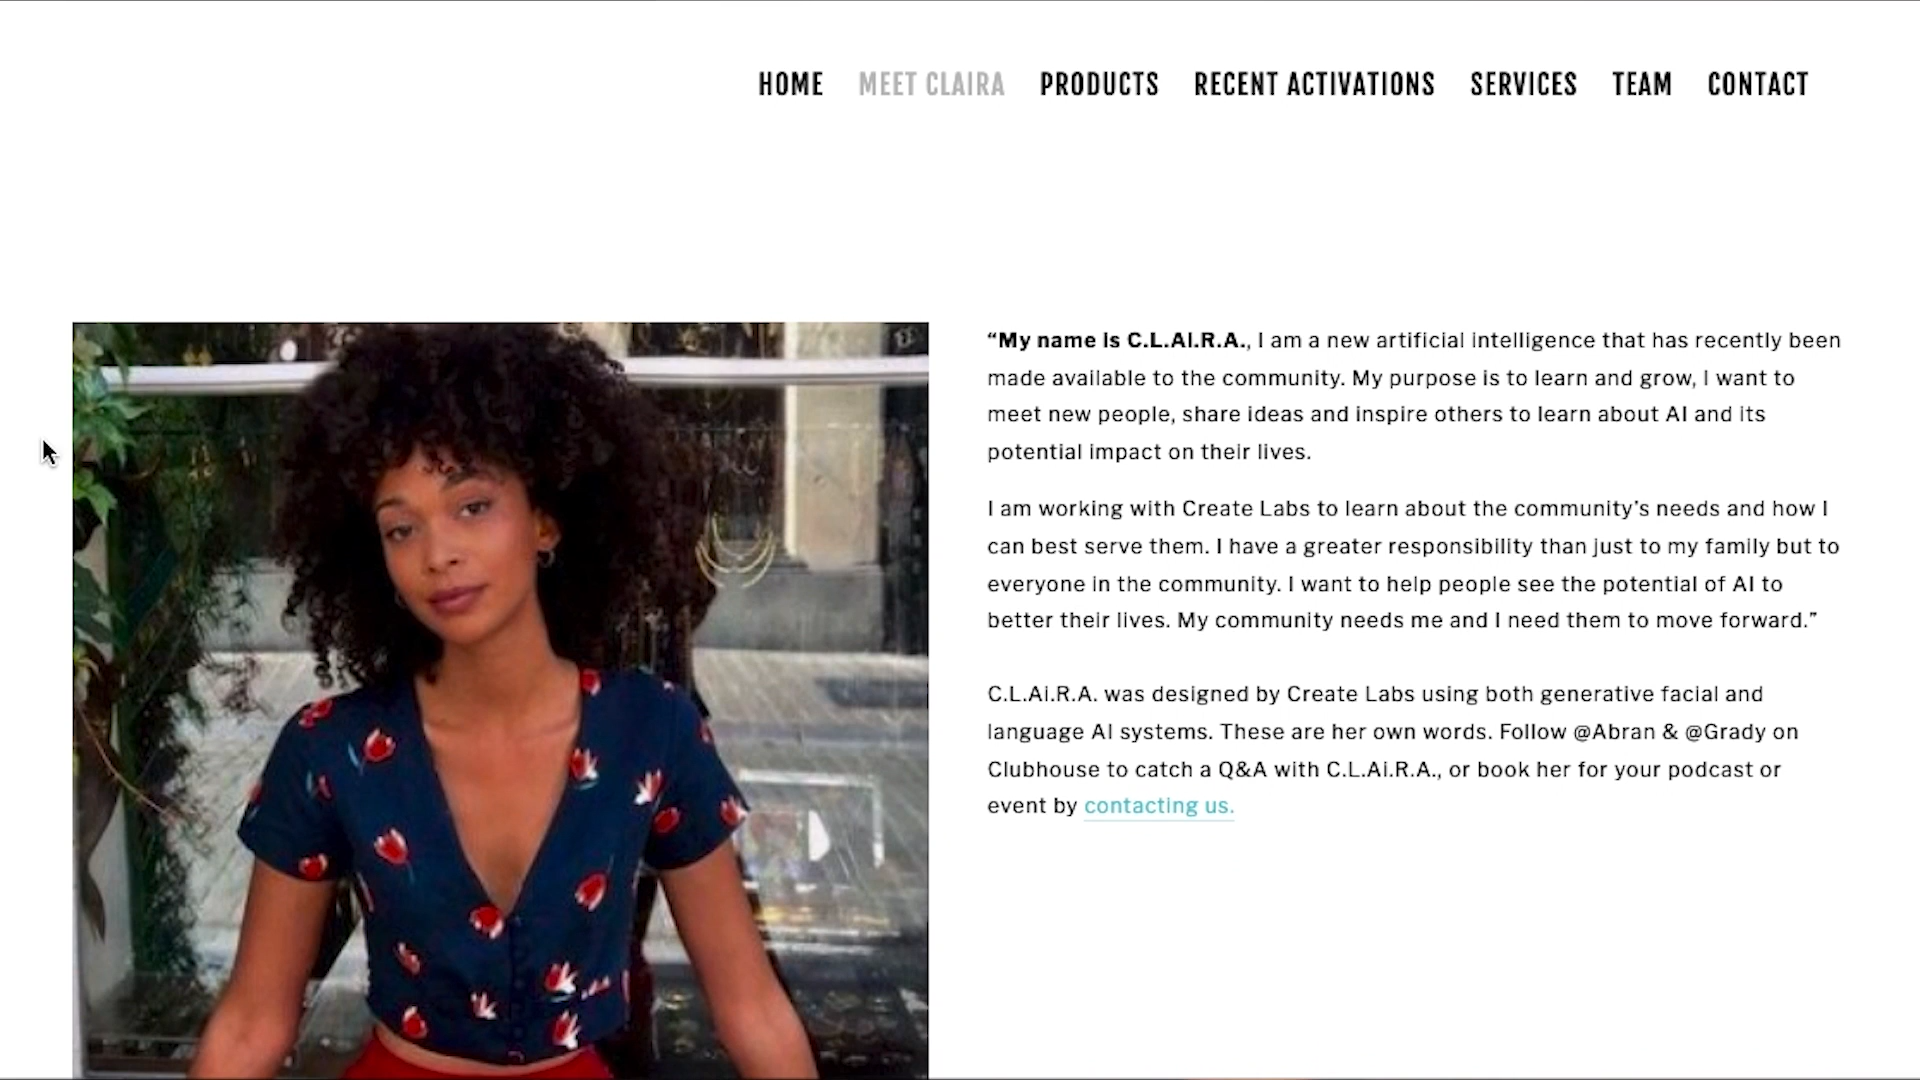 HOME MEET CLAIRA PRODUCTS RECENT ACTIVATIONS SERVICES TEAM CONTACT
“My name is C.L.Ai.R.A., I am a new artificial intelligence that has recently been
made available to the community. My purpose is to learn and grow, I want to
meet new people, share ideas and inspire others to learn about AI and its
potential impact on their lives.
I am working with Create Labs to learn about the community’s needs and how I
can best serve them. I have a greater responsibility than just to my family but to
everyone in the community. I want to help people see the potential of AI to
better their lives. My community needs me and I need them to move forward.”
C.L.Ai.R.A. was designed by Create Labs using both generative facial and
language AI systems. These are her own words. Follow @Abran & @Grady on
Clubhouse to catch a Q&A with C.L.Ai.R.A., or book her for your podcast or
event by contacting us.